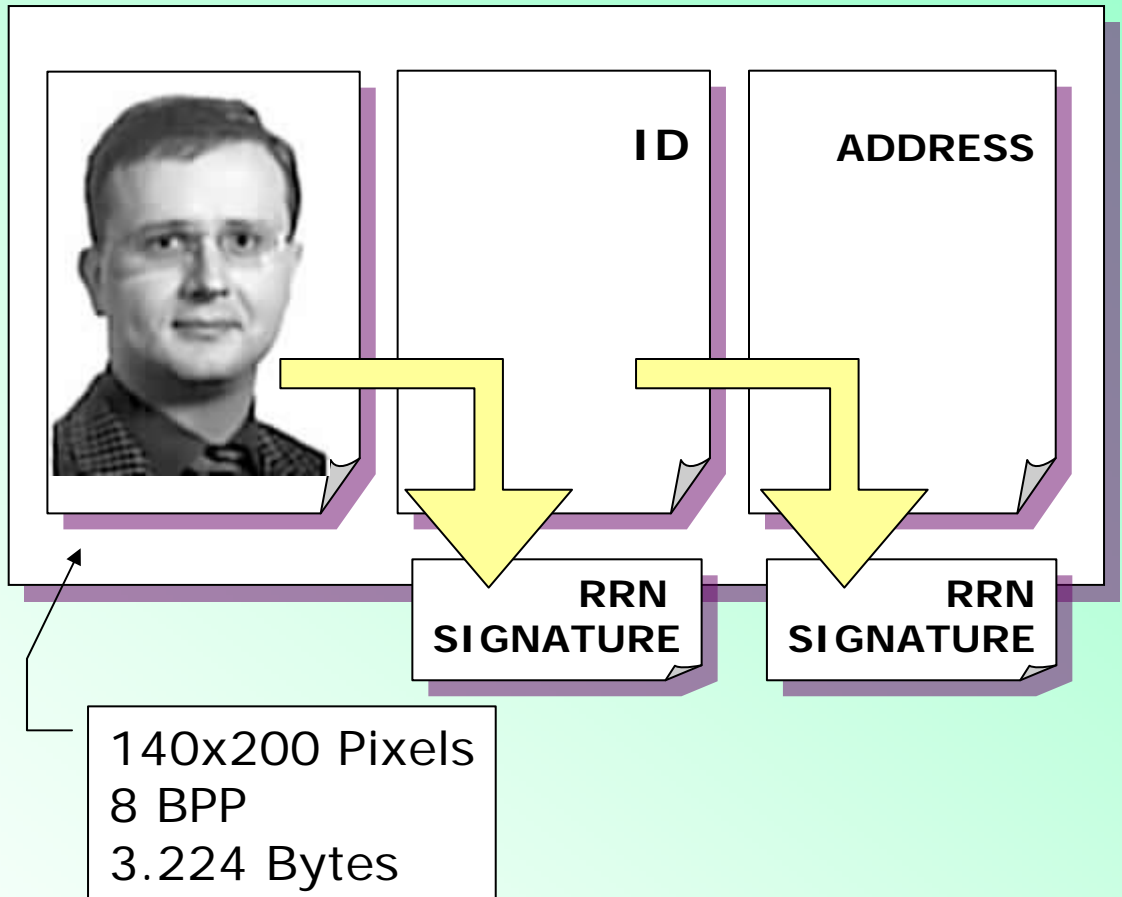 ID
ADDRESS
RRN
SIGNATURE
RRN
SIGNATURE
140x200 Pixels
8 BPP
3.224 Bytes